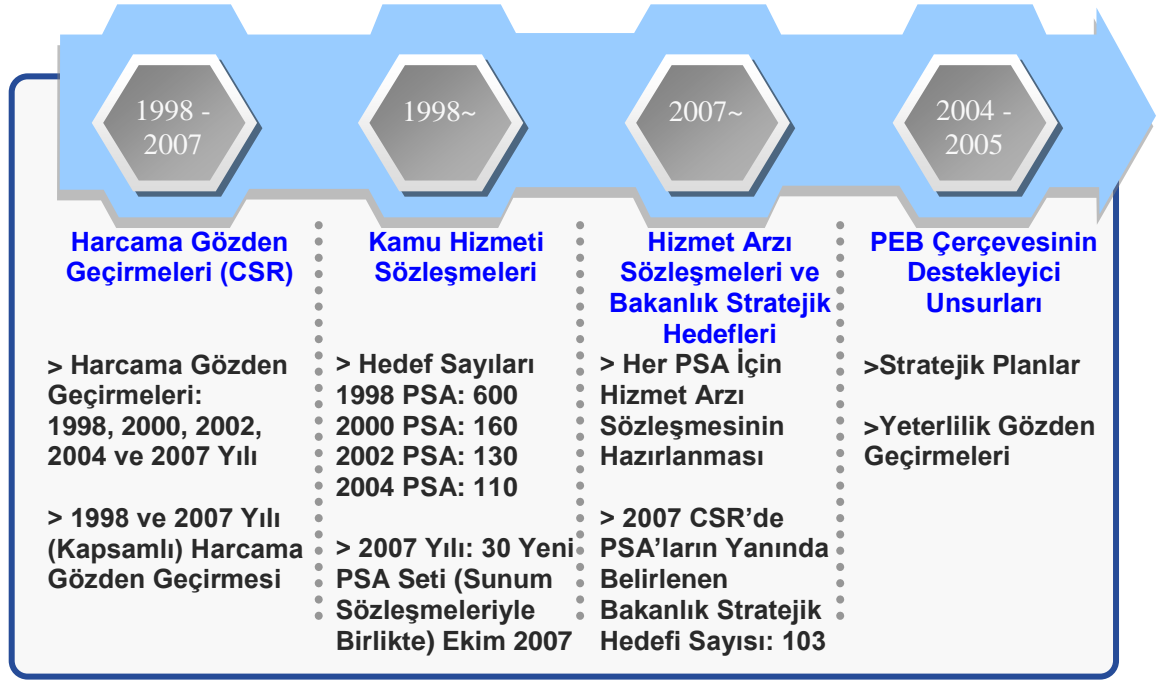 1998 -
2007
Harcama Gözden
Geçirmeleri (CSR)
> Harcama Gözden
Geçirmeleri:
1998, 2000, 2002,
2004 ve 2007 Yılı
> 1998 ve 2007 Yılı
(Kapsamlı) Harcama
Gözden Geçirmesi
1998~
Kamu Hizmeti
Sözleşmeleri
> Hedef Sayıları
1998 PSA: 600
2000 PSA: 160
2002 PSA: 130
2004 PSA: 110
> 2007 Yılı: 30 Yeni
PSA Seti (Sunum
Sözleşmeleriyle
Birlikte) Ekim 2007
2007~
Hizmet Arzı
Sözleşmeleri ve
Bakanlık Stratejik
Hedefleri
> Her PSA İçin
Hizmet Arzı
Sözleşmesinin
Hazırlanması
> 2007 CSR’de
PSA’ların Yanında
Belirlenen
Bakanlık Stratejik
Hedefi Sayısı: 103
2004 -
2005
PEB Çerçevesinin
Destekleyici
Unsurları
>Stratejik Planlar
>Yeterlilik Gözden
Geçirmeleri